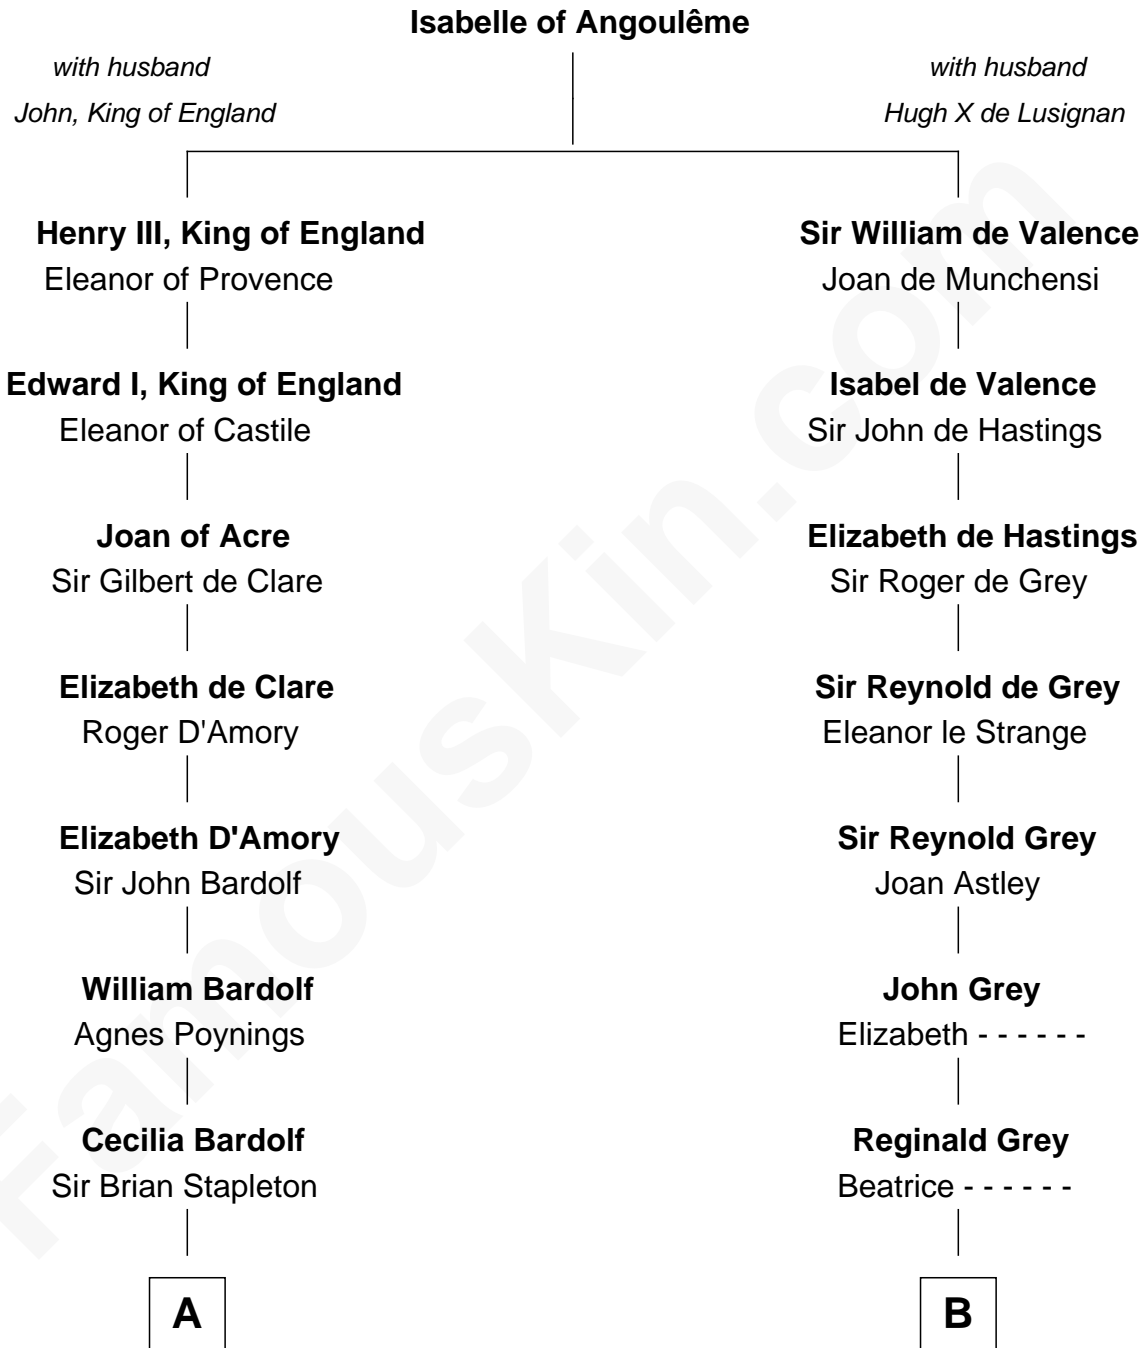 Isabelle of Angoulême
with husband
John, King of England
with husband
Hugh X de Lusignan
Henry III, King of England
Eleanor of Provence
Sir William de Valence
Joan de Munchensi
Edward I, King of England
Eleanor of Castile
Isabel de Valence
Sir John de Hastings
Joan of Acre
Sir Gilbert de Clare
Elizabeth de Hastings
Sir Roger de Grey
Elizabeth de Clare
Roger D'Amory
Sir Reynold de Grey
Eleanor le Strange
Elizabeth D'Amory
Sir John Bardolf
Sir Reynold Grey
Joan Astley
William Bardolf
Agnes Poynings
John Grey
Elizabeth - - - - - -
Cecilia Bardolf
Sir Brian Stapleton
Reginald Grey
Beatrice - - - - - -
A
B
FamousKin.com